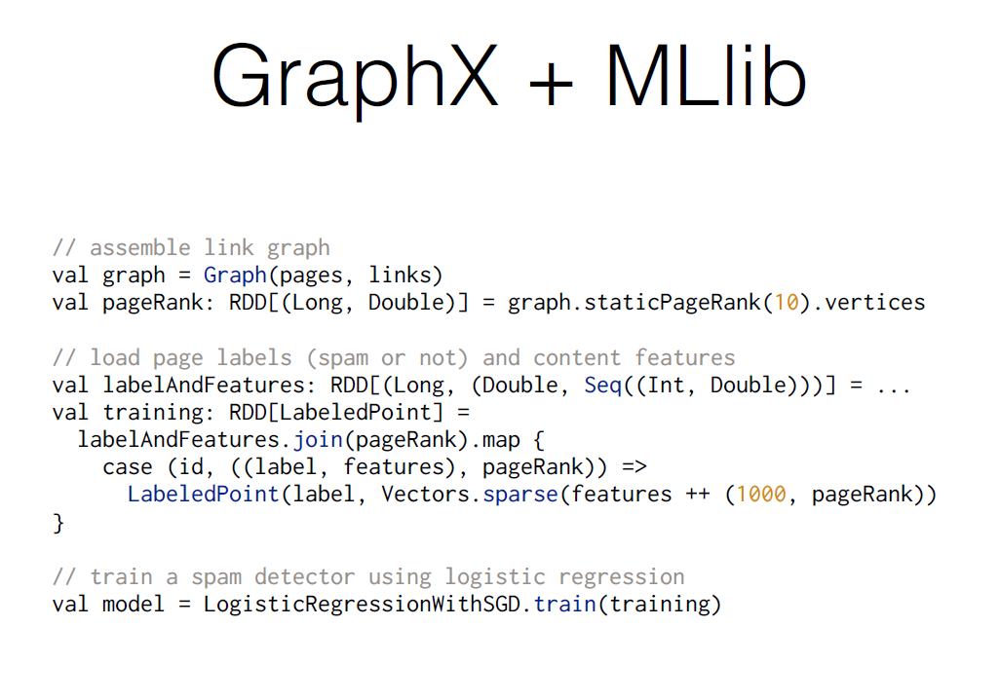 GraphX + MLlib
// assemble link graph
val graph = Graph(pages, links)
val pageRank: RDD[(Long, Double)] = graph.staticPageRank(10).vertices
// load page labels (spam or not) and content features
val labelAndFeatures: RDD[(Long, (Double, Seq((Int, Double)))] = ...
val training: RDD[LabeledPoint] =
labelAndFeatures.join(pageRank).map {
case (id, ((label, features), pageRank)) =>
LabeledPoint(label, Vectors.sparse(features ++ (1000, pageRank))
}
// train a spam detector using logistic regression
val model = LogisticRegressionWithSGD.train(training)